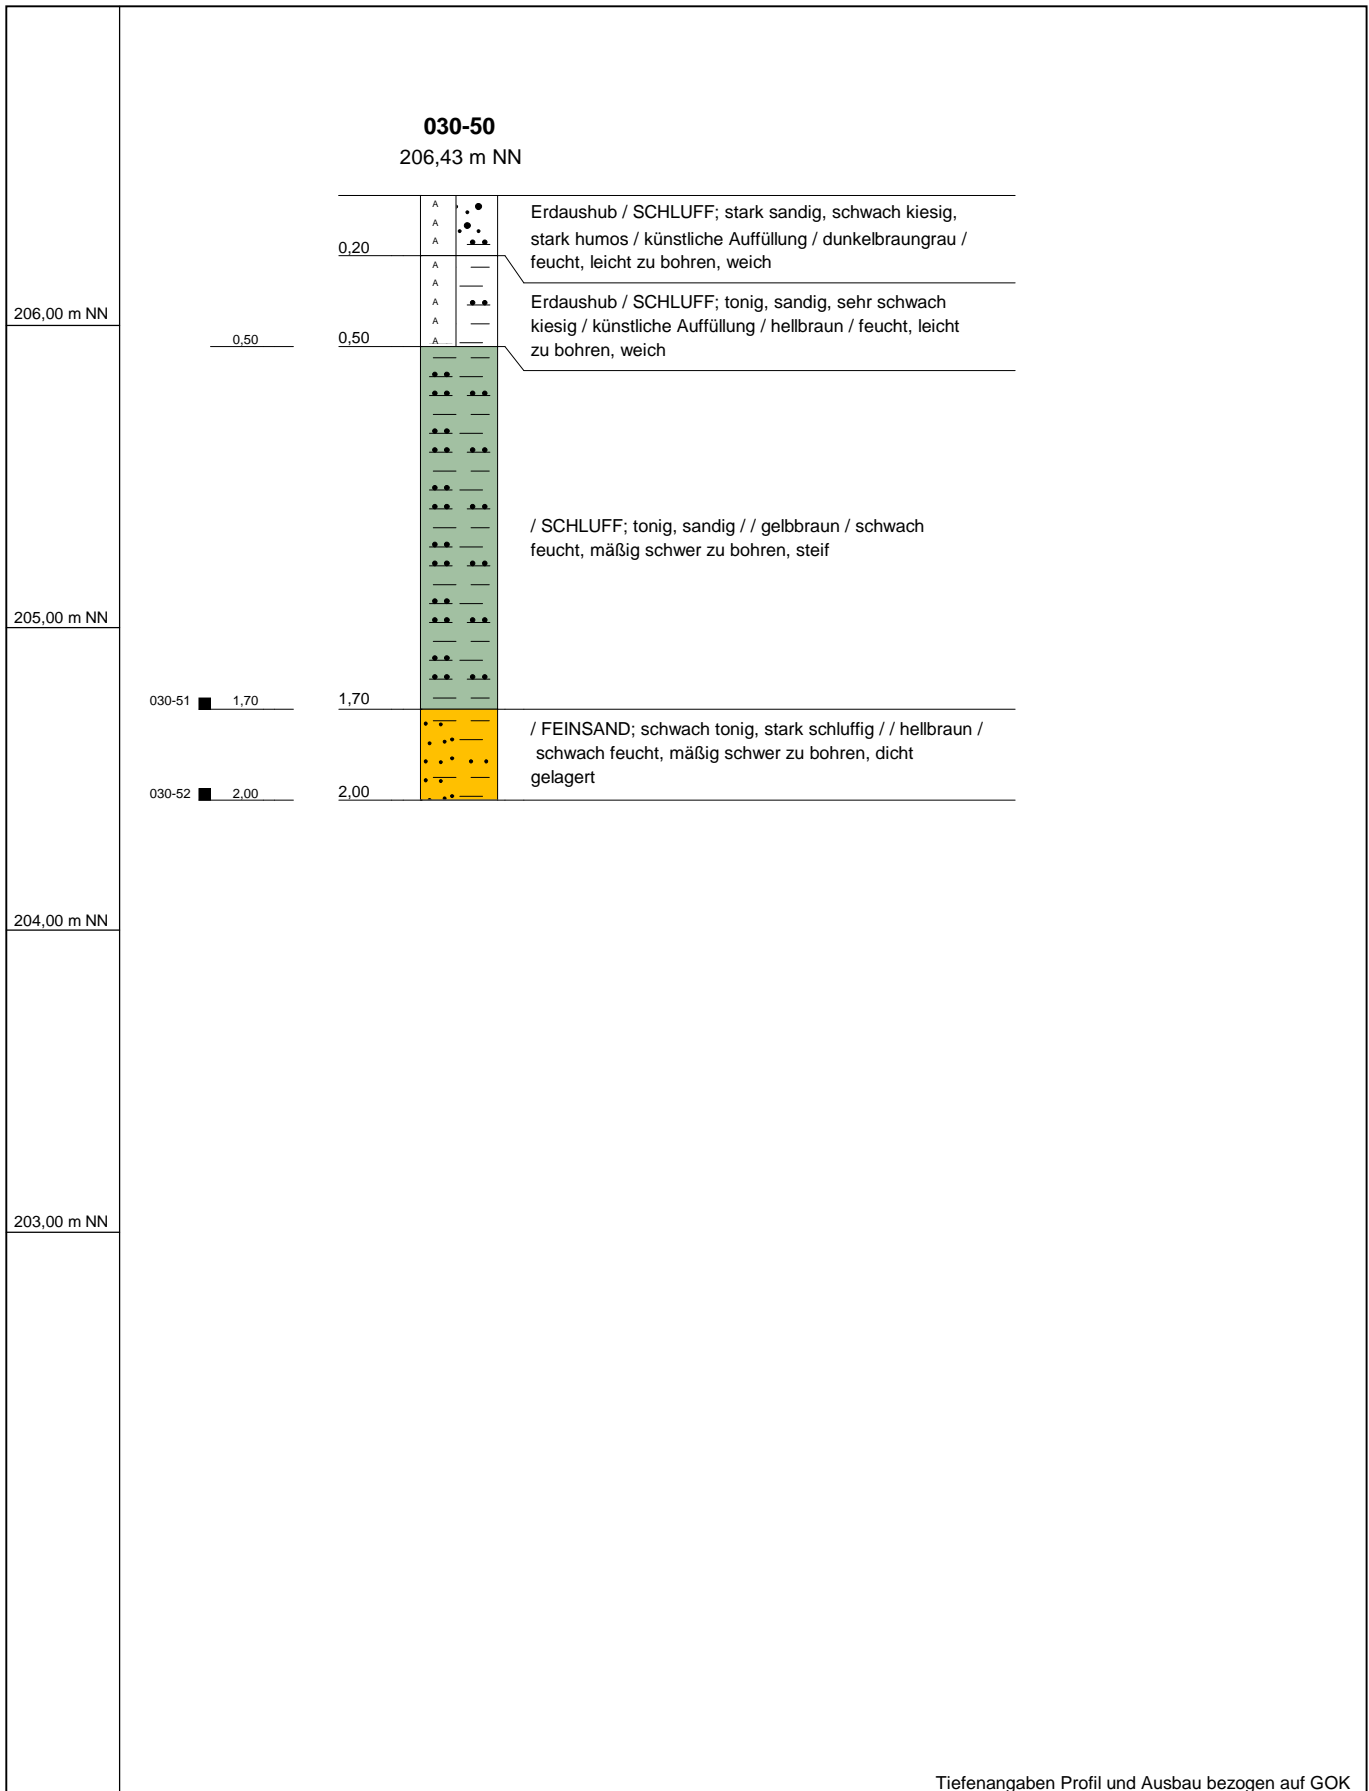 030-50
206,43 m NN
A
Erdaushub / SCHLUFF; stark sandig, schwach kiesig,
A
stark humos / künstliche Auffüllung / dunkelbraungrau /
A
0,20
feucht, leicht zu bohren, weich
A
A
Erdaushub / SCHLUFF; tonig, sandig, sehr schwach
A
206,00 m NN
kiesig / künstliche Auffüllung / hellbraun / feucht, leicht
A
0,50
0,50
A
zu bohren, weich
/ SCHLUFF; tonig, sandig / / gelbbraun / schwach
feucht, mäßig schwer zu bohren, steif
205,00 m NN
030-51
1,70
1,70
/ FEINSAND; schwach tonig, stark schluffig / / hellbraun /
schwach feucht, mäßig schwer zu bohren, dicht
gelagert
030-52
2,00
2,00
204,00 m NN
203,00 m NN
Tiefenangaben Profil und Ausbau bezogen auf GOK